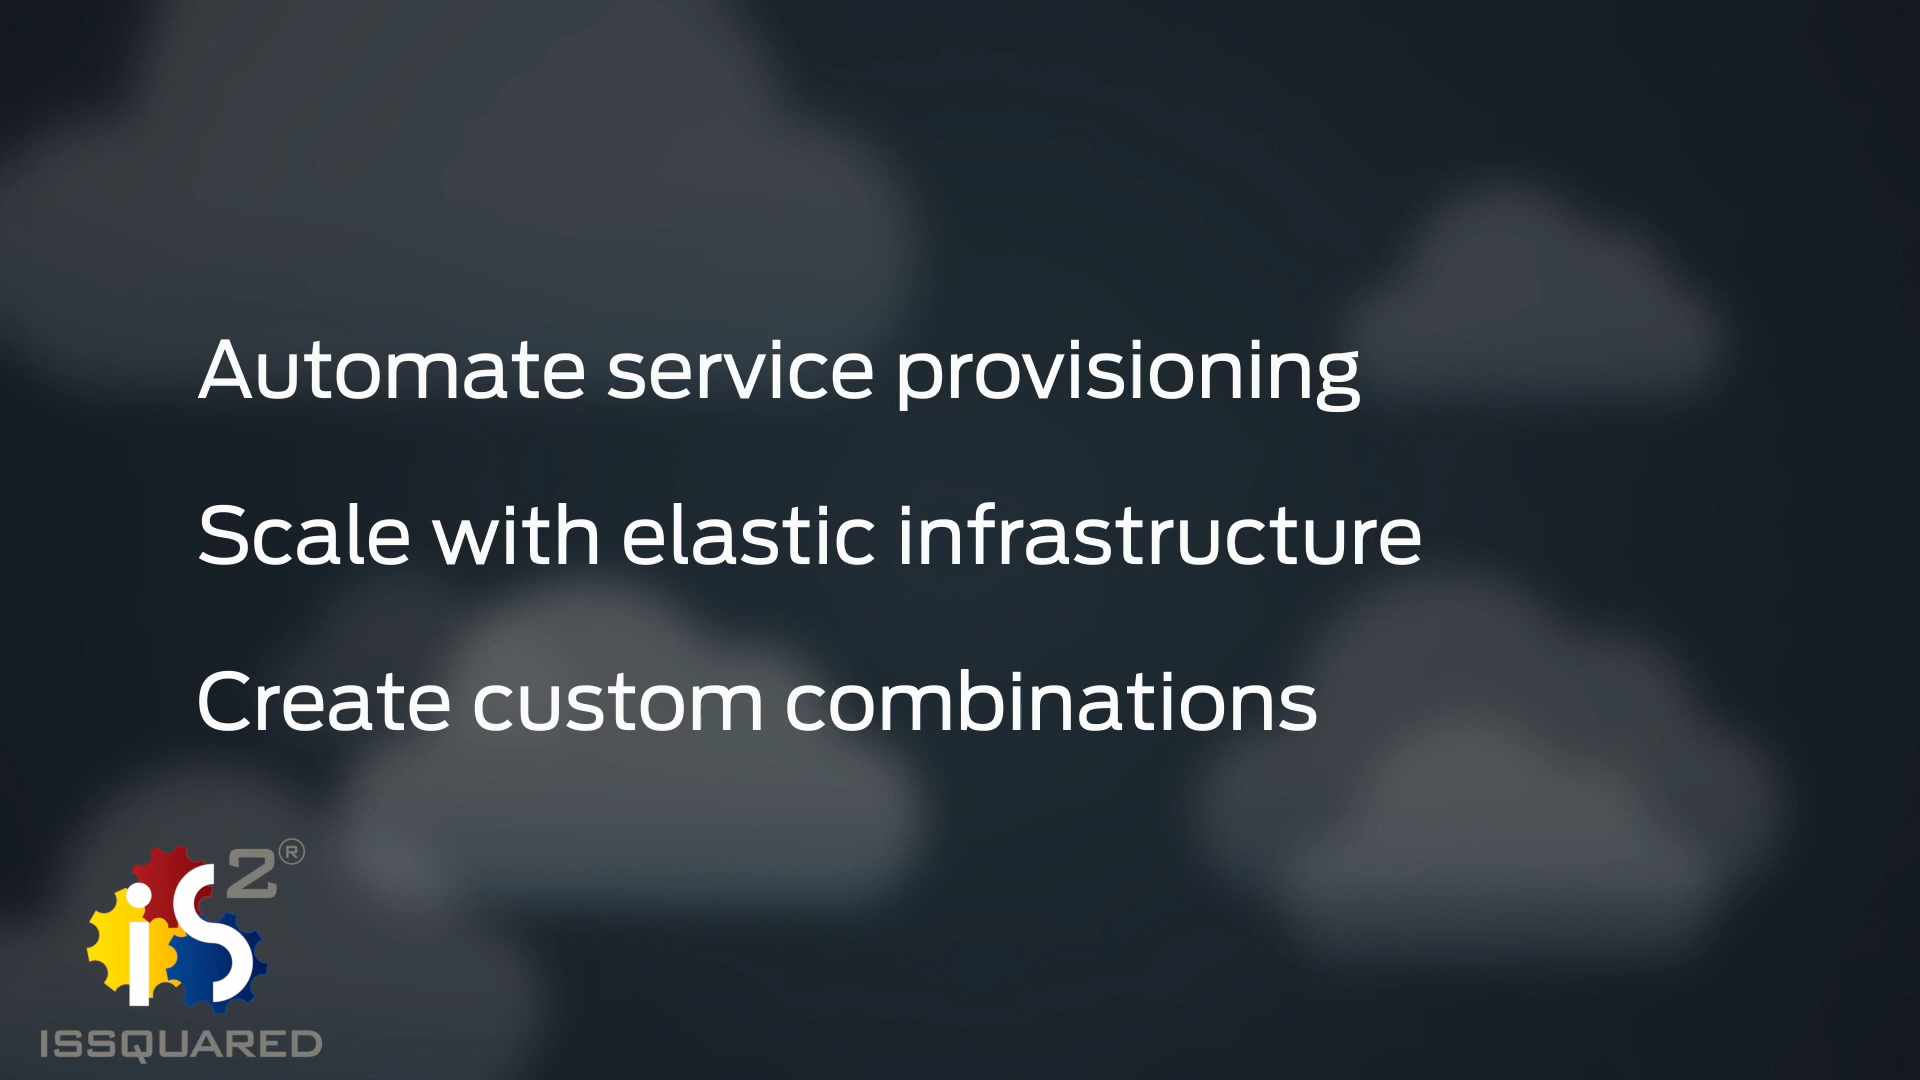 Automate service provisioning
Scale with elastic infrastructure
Create custom combinations
iS2®
ISSQUARED